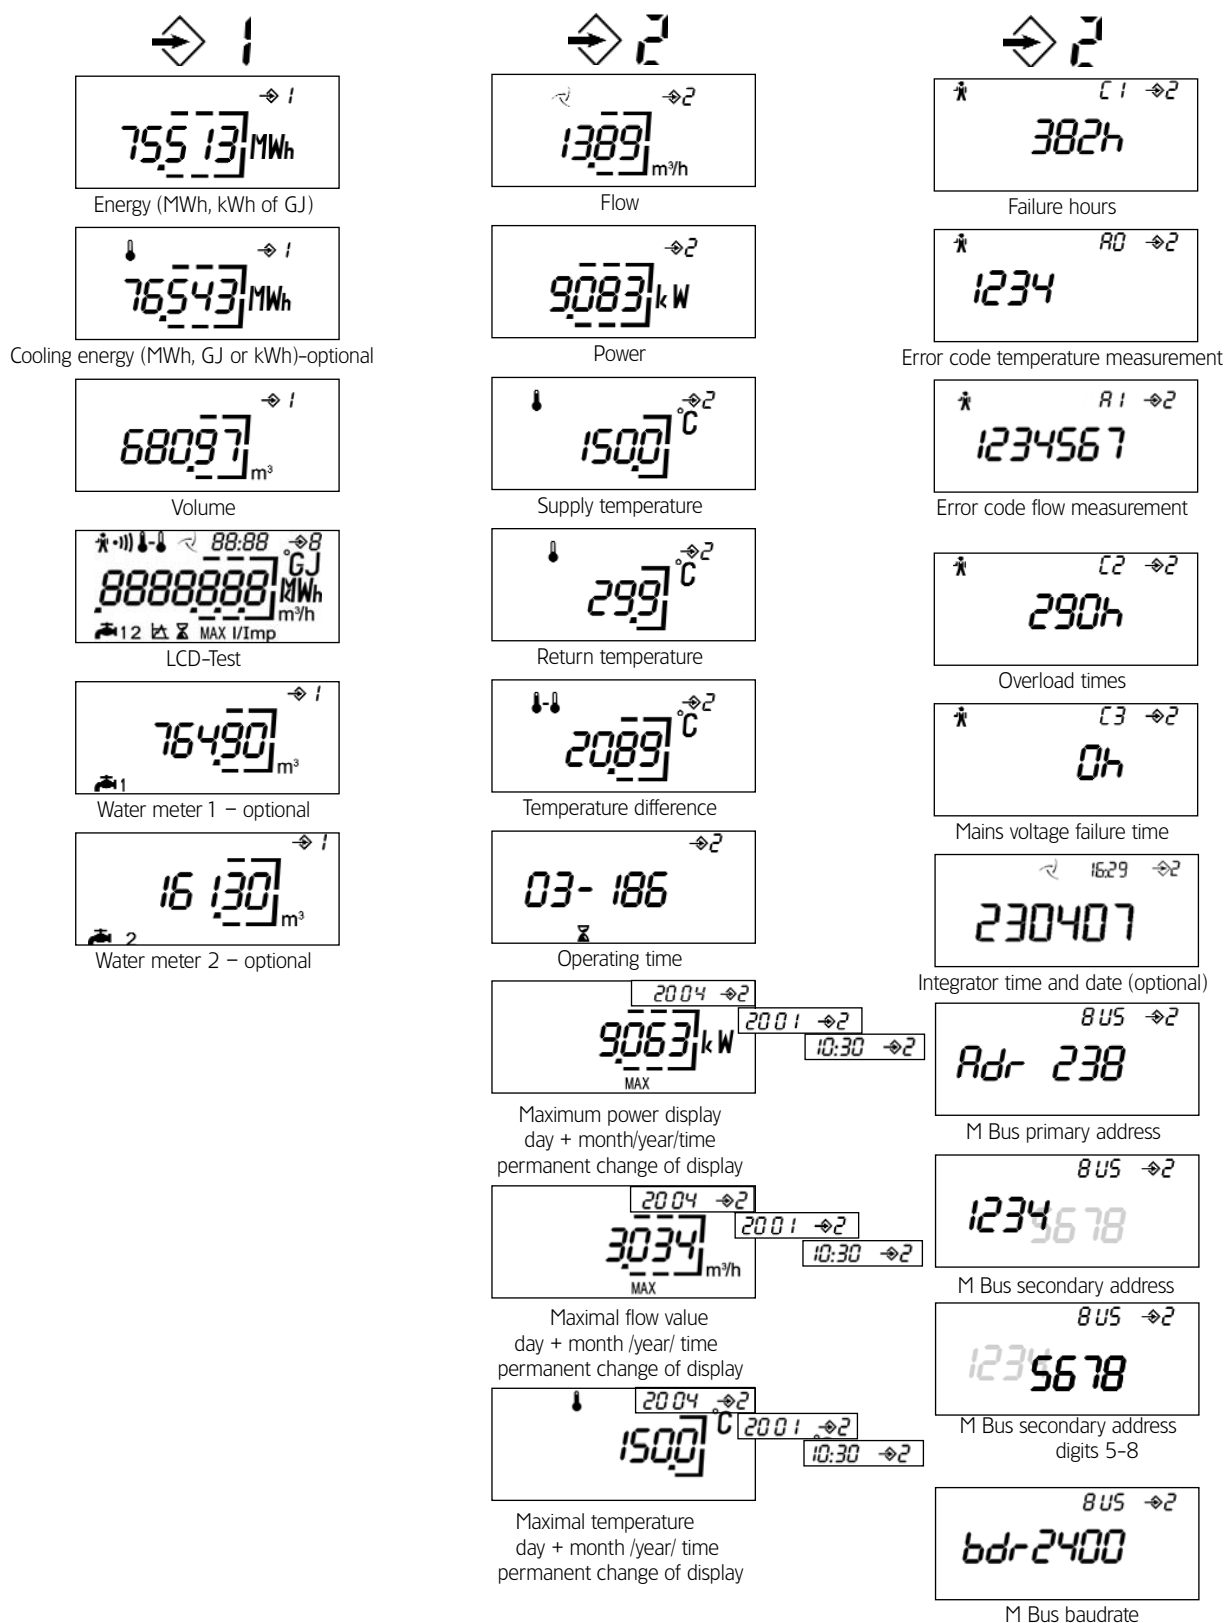 1
1
75.513 MWh
Energy (MWh, kWh of GJ)
1
76.543 MWh
Cooling energy (MWh, GJ or kWh)-optional
1
680.97 m³
Volume
88:88 8
8888888 °GJ MWh m³/h
12 MAX l/Imp
LCD-Test
1
764.90 m³
1
Water meter 1 – optional
1
161.30 m³
2
Water meter 2 – optional
2
2
13.89 m³/h
Flow
2
9.083 kW
Power
2
150.0 °C
Supply temperature
2
29.9 °C
Return temperature
2
20.89 °C
Temperature difference
2
03-186
Operating time
2004 2
2001 2
10:30 2
9.063 kW
MAX
Maximum power display
day + month/year/time
permanent change of display
2004 2
2001 2
10:30 2
3.034 m³/h
MAX
Maximal flow value
day + month /year/ time
permanent change of display
2004 2
2001 2
10:30 2
150.0 °C
Maximal temperature
day + month /year/ time
permanent change of display
2
C1 2
382h
Failure hours
A0 2
1234
Error code temperature measurement
A1 2
1234567
Error code flow measurement
C2 2
290h
Overload times
C3 2
0h
Mains voltage failure time
16:29 2
230407
Integrator time and date (optional)
BUS 2
Adr 238
M Bus primary address
BUS 2
12345678
M Bus secondary address
BUS 2
12345678
M Bus secondary address
digits 5-8
BUS 2
bdr2400
M Bus baudrate